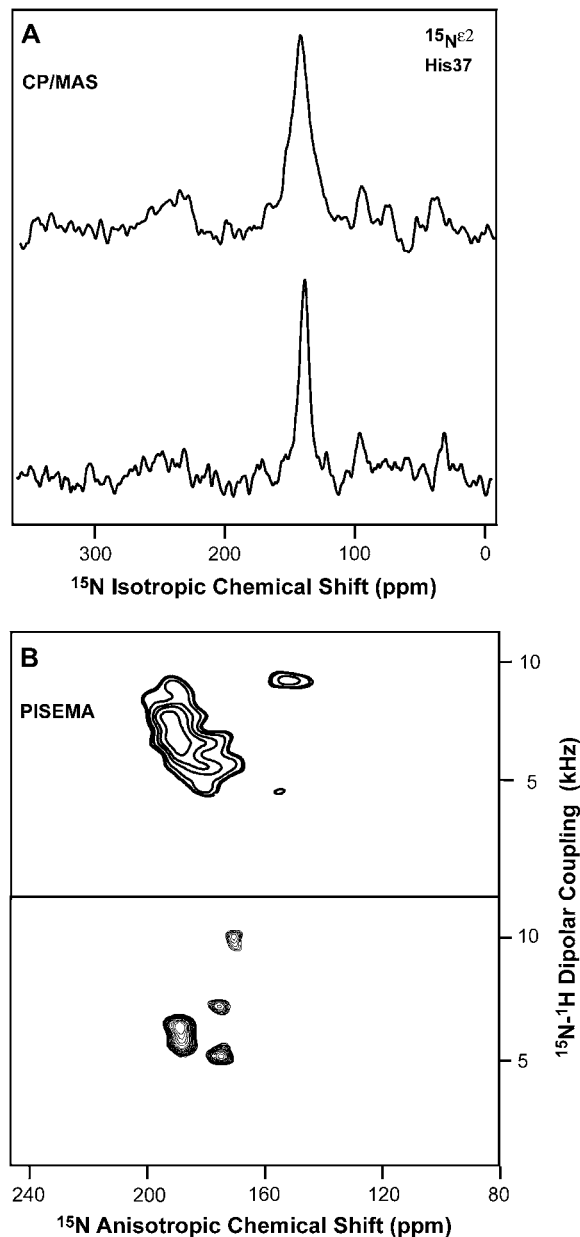 A
¹⁵Nε2
His37
CP/MAS
300 200 100 0
¹⁵N Isotropic Chemical Shift (ppm)
B
PISEMA
10
5
10
5
¹⁵N-¹H Dipolar Coupling (kHz)
240 200 160 120 80
¹⁵N Anisotropic Chemical Shift (ppm)